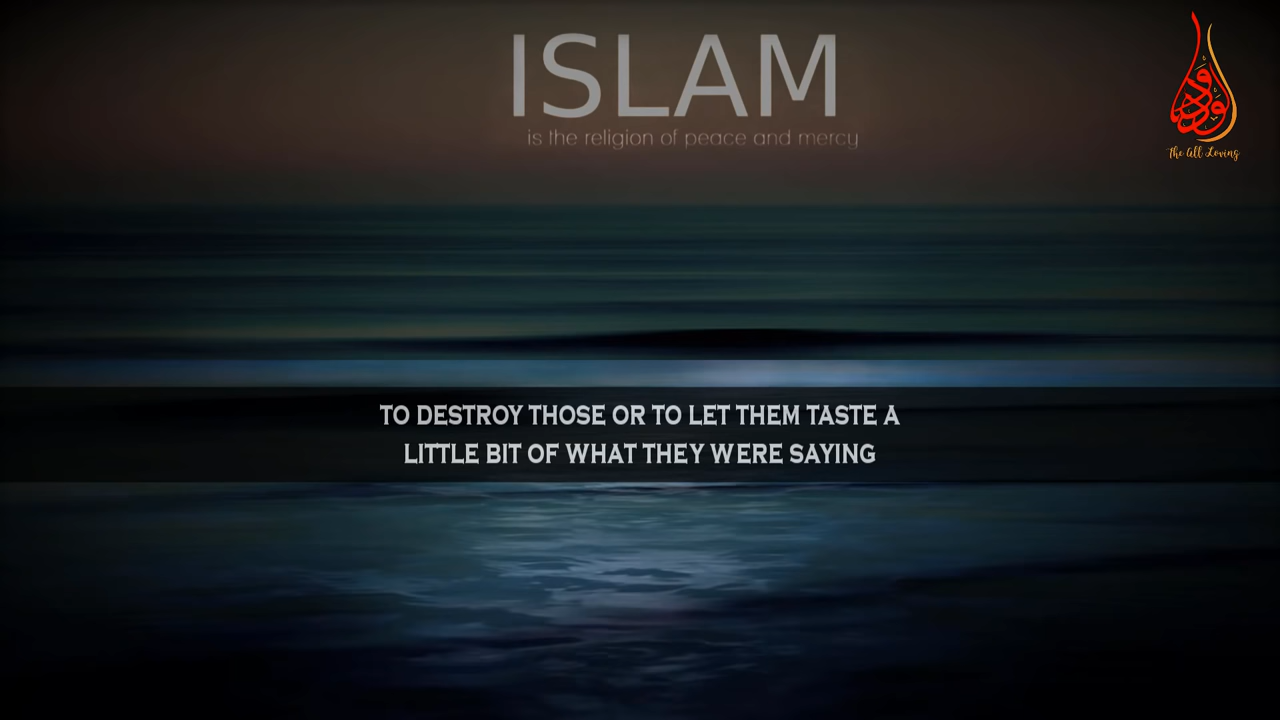 ISLAM
is the religion of peace and mercy
الودود
The All Loving
TO DESTROY THOSE OR TO LET THEM TASTE A
LITTLE BIT OF WHAT THEY WERE SAYING